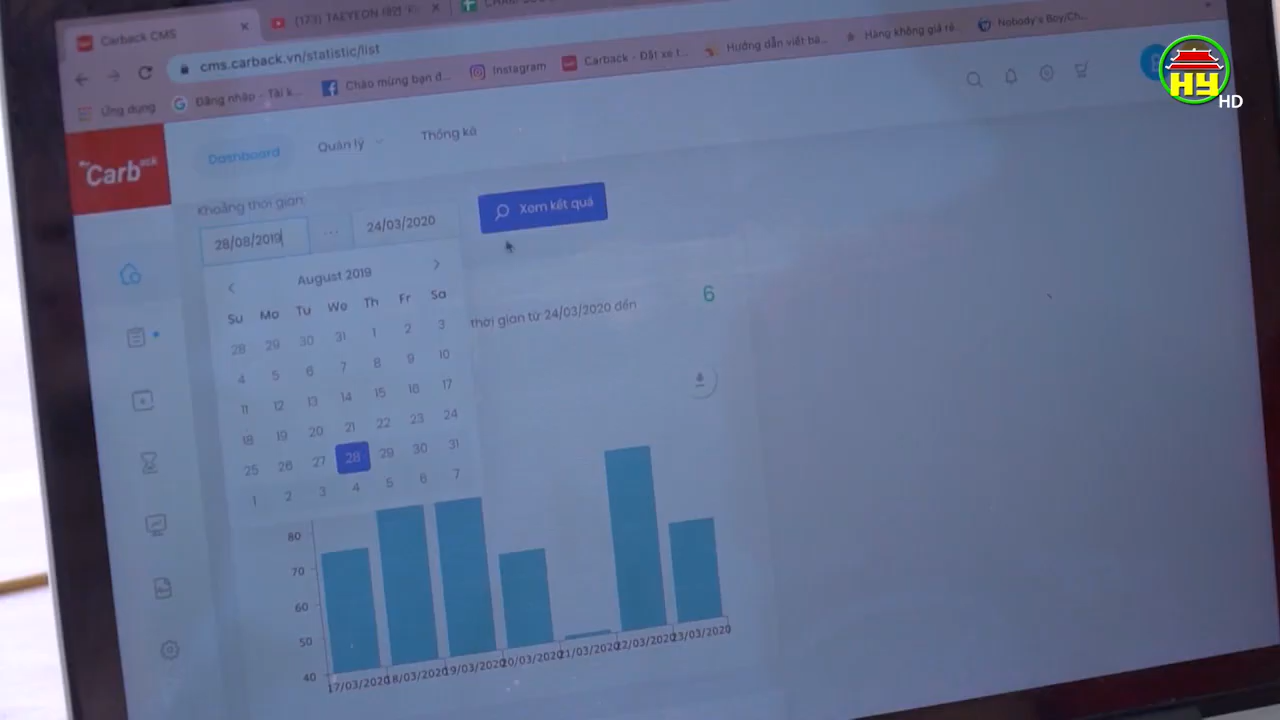 Carback CMS
(173) TAEYEON
cms.carback.vn/statistic/list
Ứng dụng
Đăng nhập - Tài k...
Chào mừng bạn đ...
Instagram
Carback - Đặt xe t...
Hướng dẫn viết bà...
Hàng không giá rẻ...
Nobody's Boy/Ch...
HY
HD
Carback
Dashboard
Quản lý
Thống kê
Khoảng thời gian:
28/08/2019
...
24/03/2020
Xem kết quả
August 2019
Su Mo Tu We Th Fr Sa
28 29 30 31 1 2 3
4 5 6 7 8 9 10
11 12 13 14 15 16 17
18 19 20 21 22 23 24
25 26 27 28 29 30 31
1 2 3 4 5 6 7
thời gian từ 24/03/2020 đến
6
80
70
60
50
40
17/03/2020 18/03/2020 19/03/2020 20/03/2020 21/03/2020 22/03/2020 23/03/2020